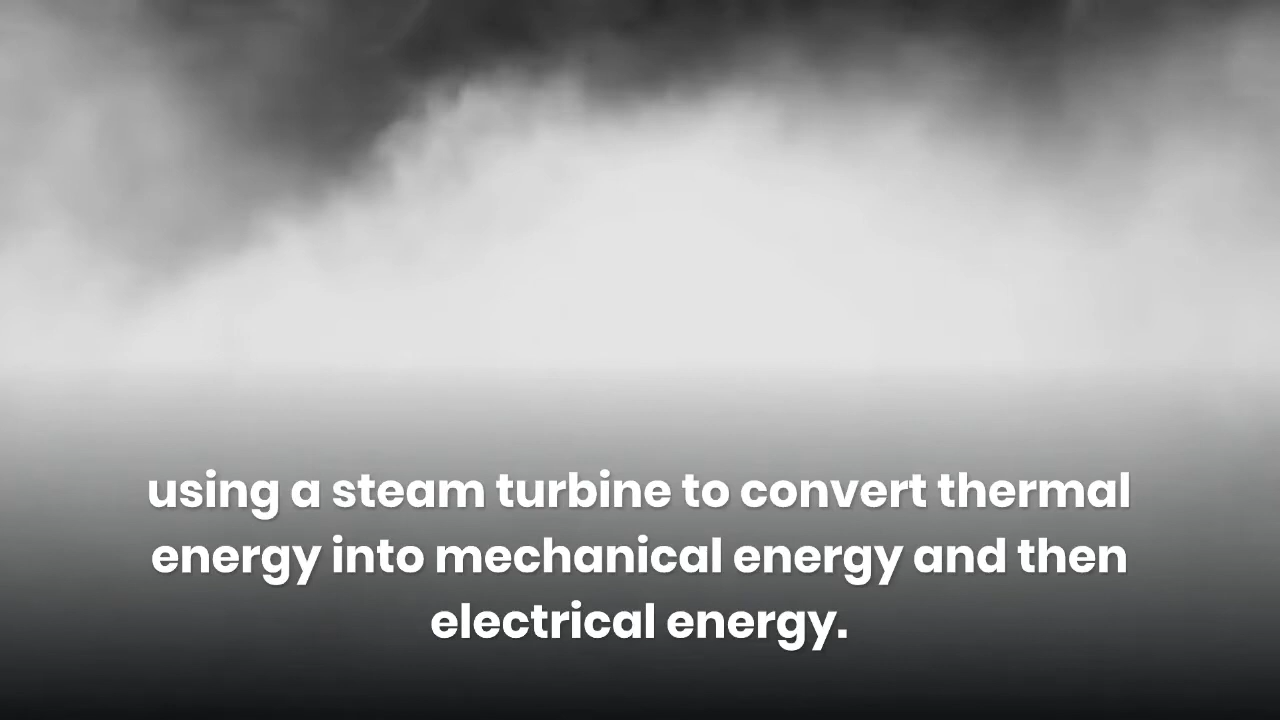 using a steam turbine to convert thermal
energy into mechanical energy and then
electrical energy.